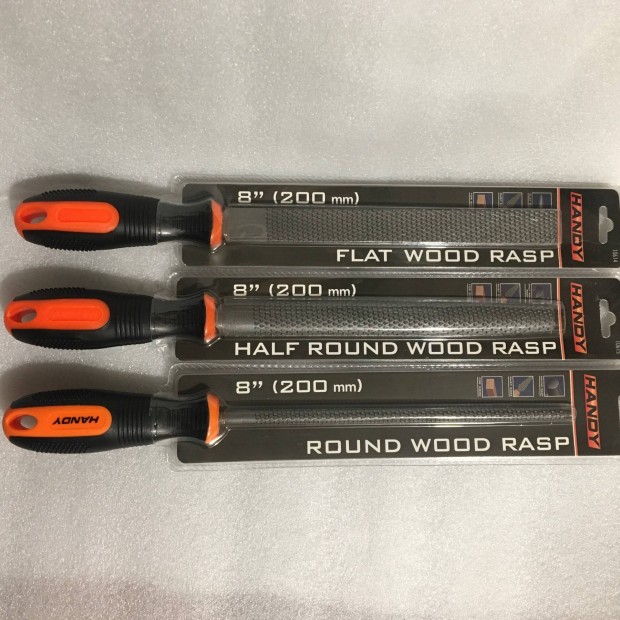 8” (200 mm)
HANDY
FLAT WOOD RASP
8” (200 mm)
HANDY
HALF ROUND WOOD RASP
8” (200 mm)
HANDY
HANDY
ROUND WOOD RASP